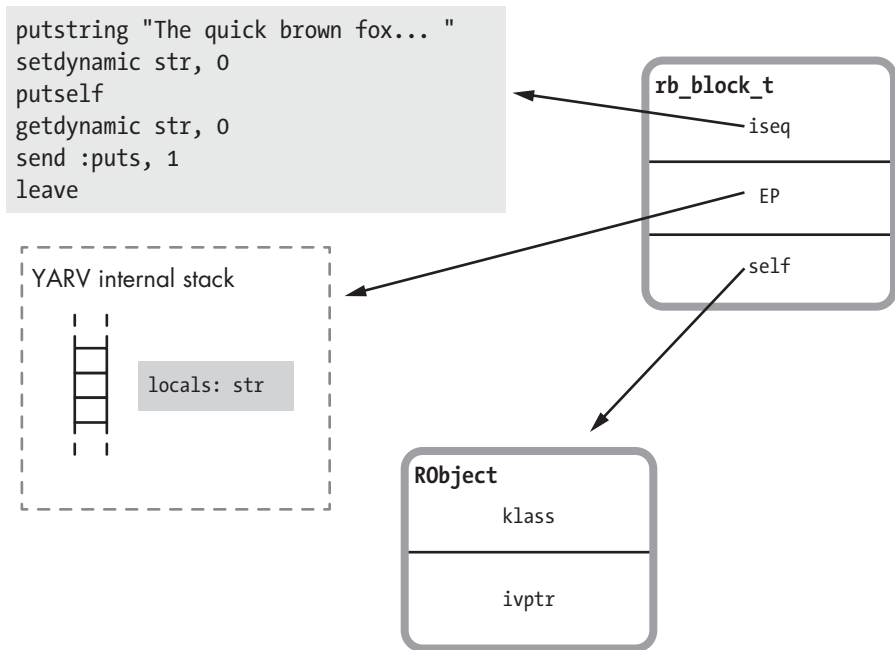 putstring "The quick brown fox... "
setdynamic str, 0
putself
getdynamic str, 0
send :puts, 1
leave
rb_block_t
iseq
EP
self
YARV internal stack
locals: str
RObject
klass
ivptr